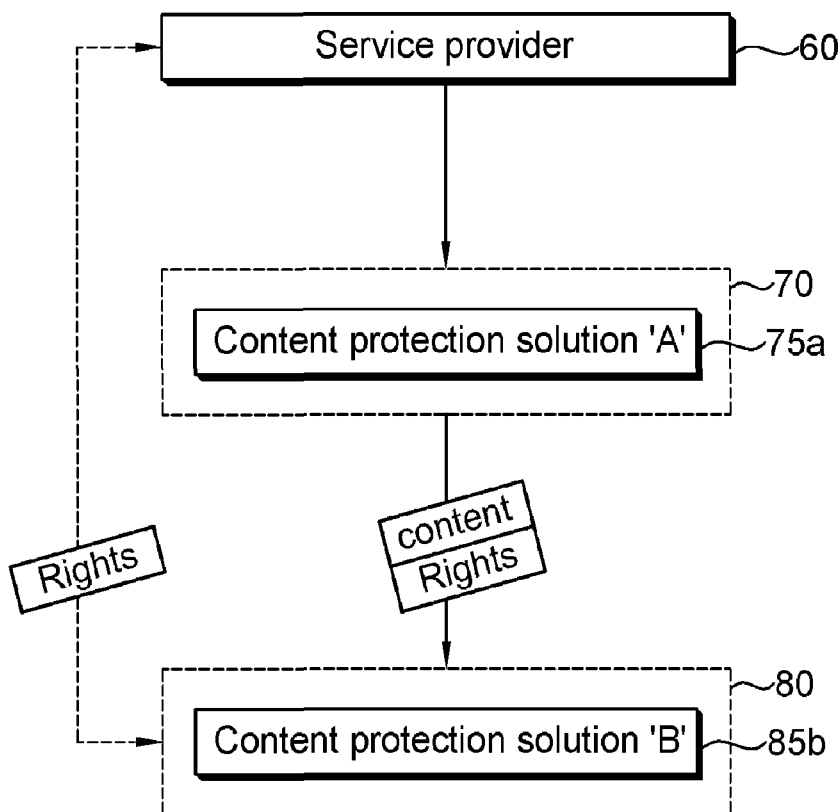 Service provider
60
70
Content protection solution 'A'
75a
content
Rights
Rights
80
Content protection solution 'B'
85b